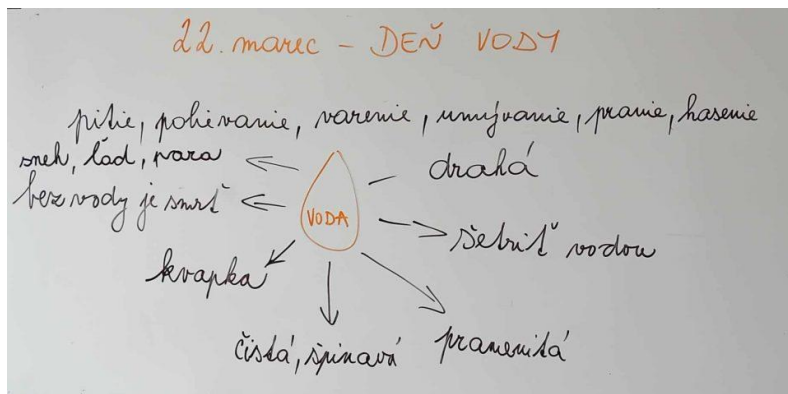 22. marec - DEŇ VODY
pitie, polievanie, varenie, umývanie, pranie, hasenie
sneh, ľad, para
drahá
bez vody je smrť
VODA
šetriť vodou
kvapka
čistá, špinavá
pramenitá